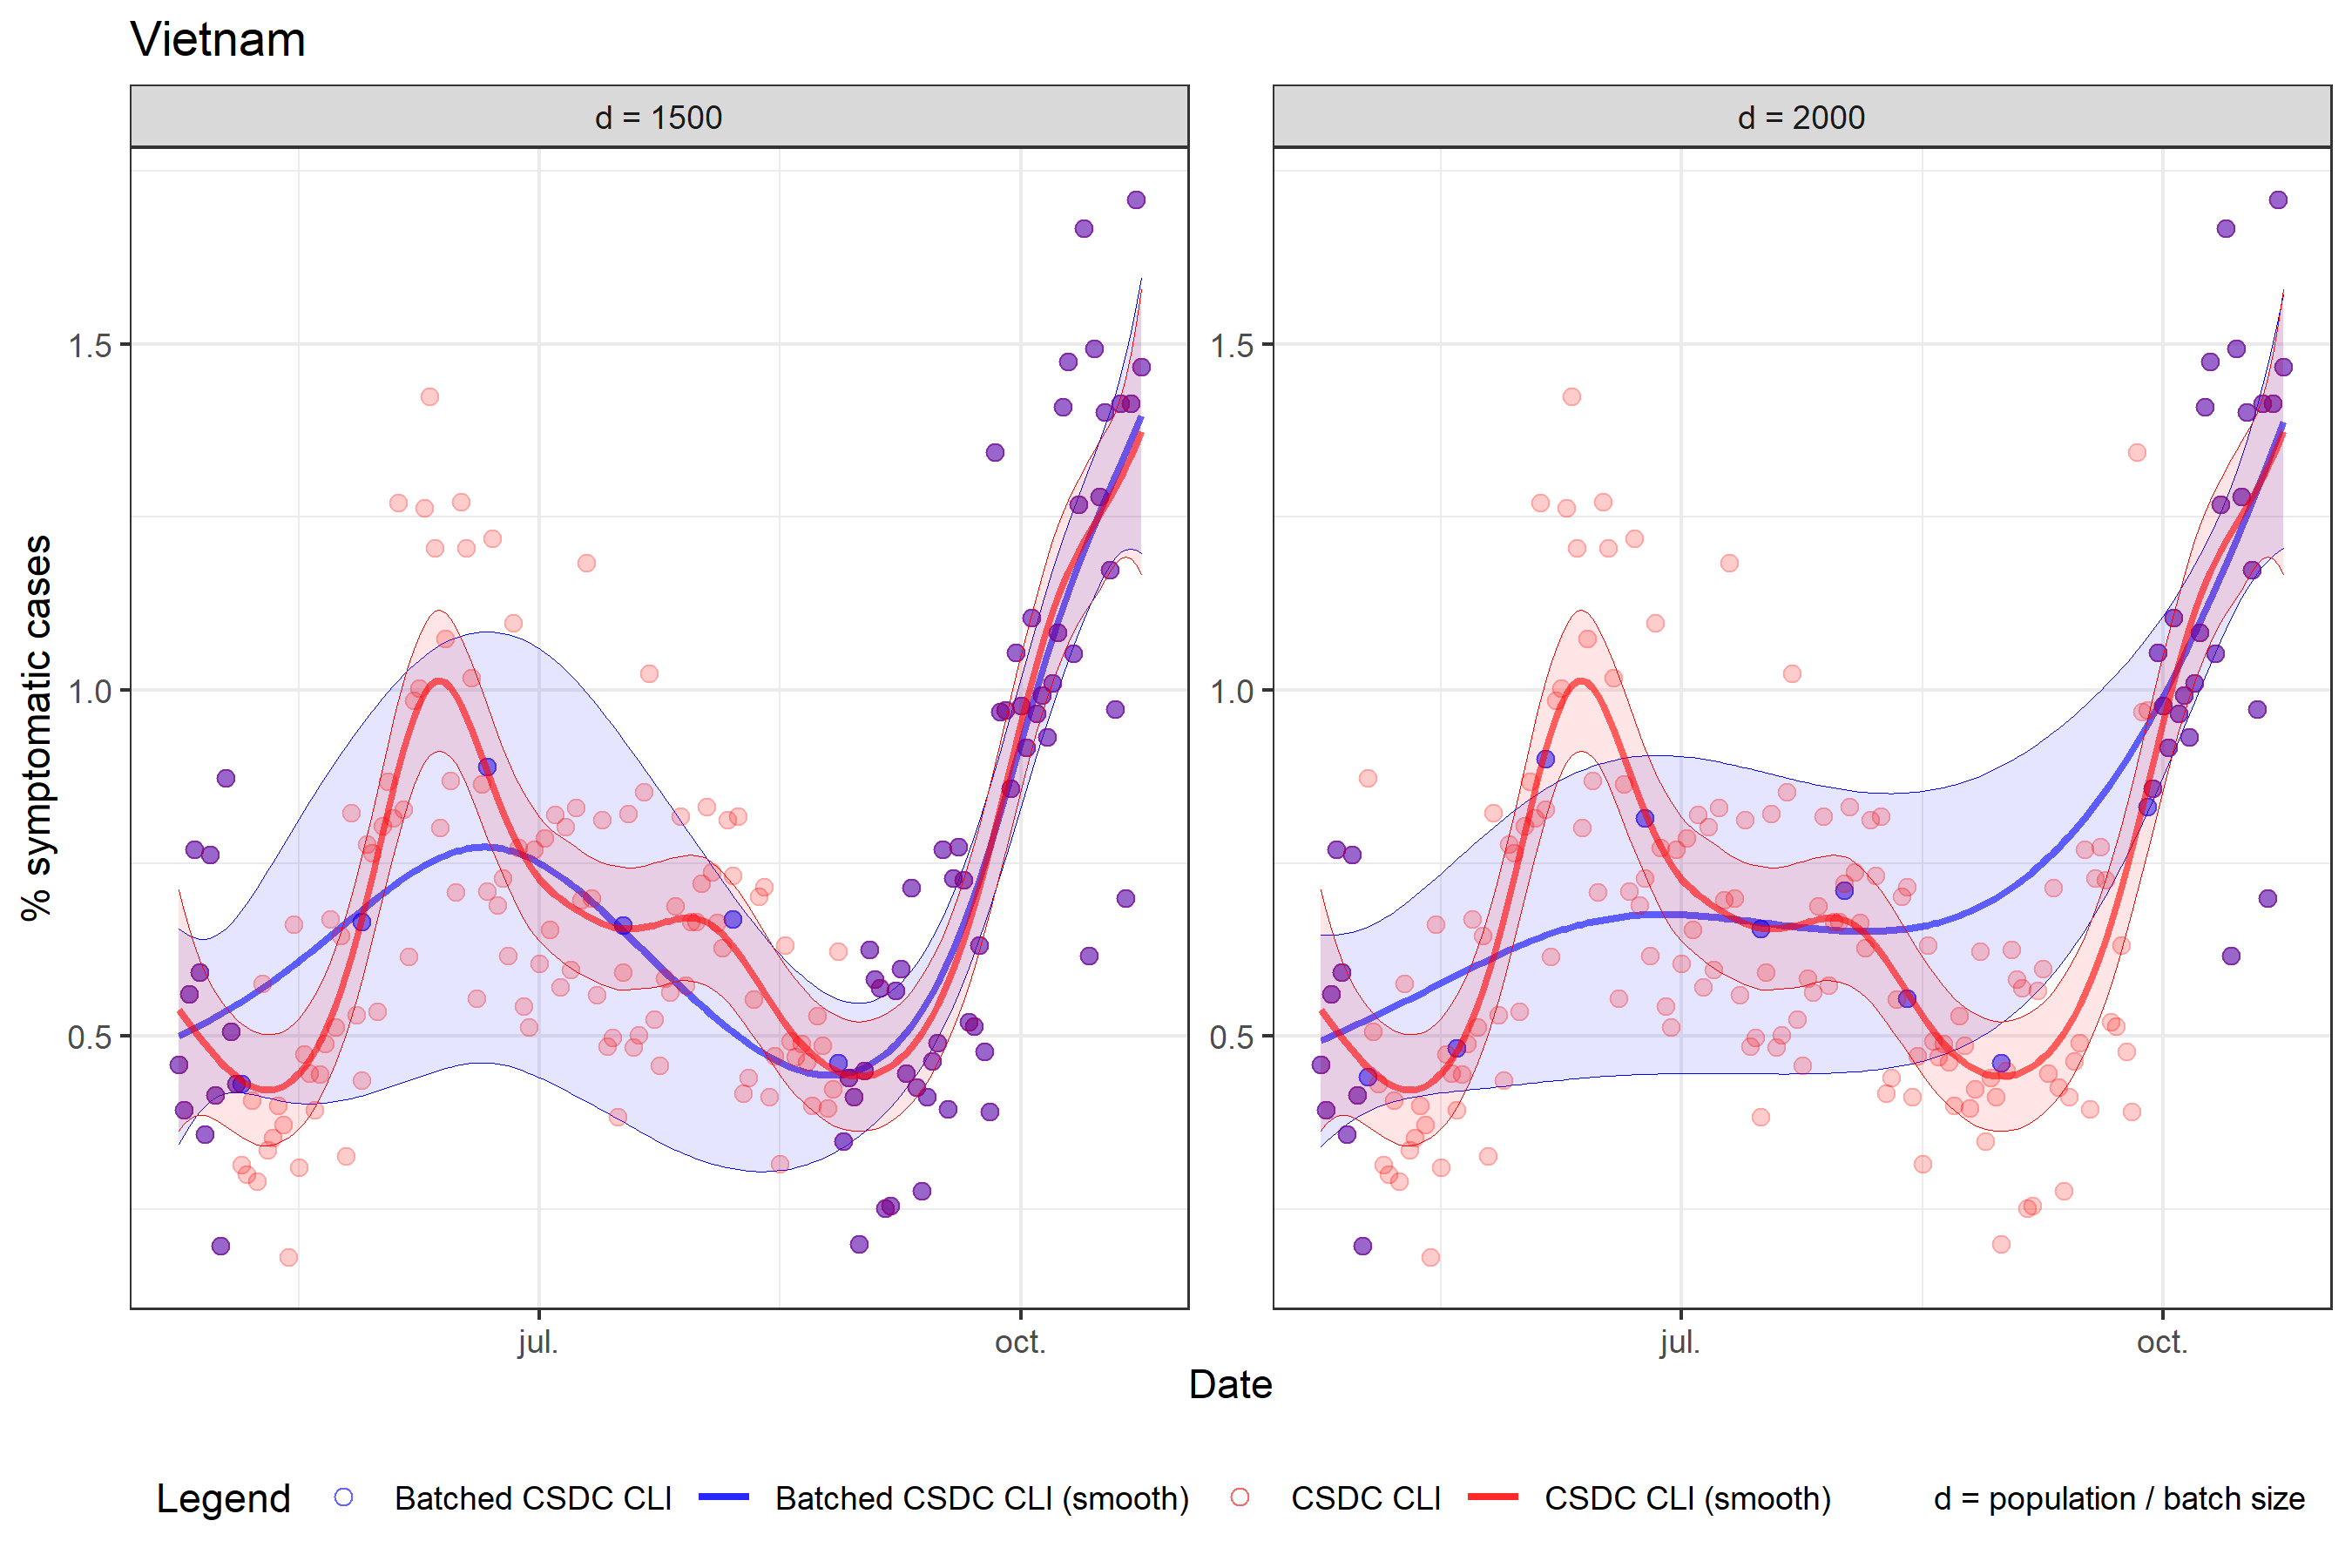 Vietnam
d = 1500
d = 2000
% symptomatic cases
1.5
1.0
0.5
1.5
1.0
0.5
jul.
oct.
jul.
oct.
Date
Legend
Batched CSDC CLI
Batched CSDC CLI (smooth)
CSDC CLI
CSDC CLI (smooth)
d = population / batch size